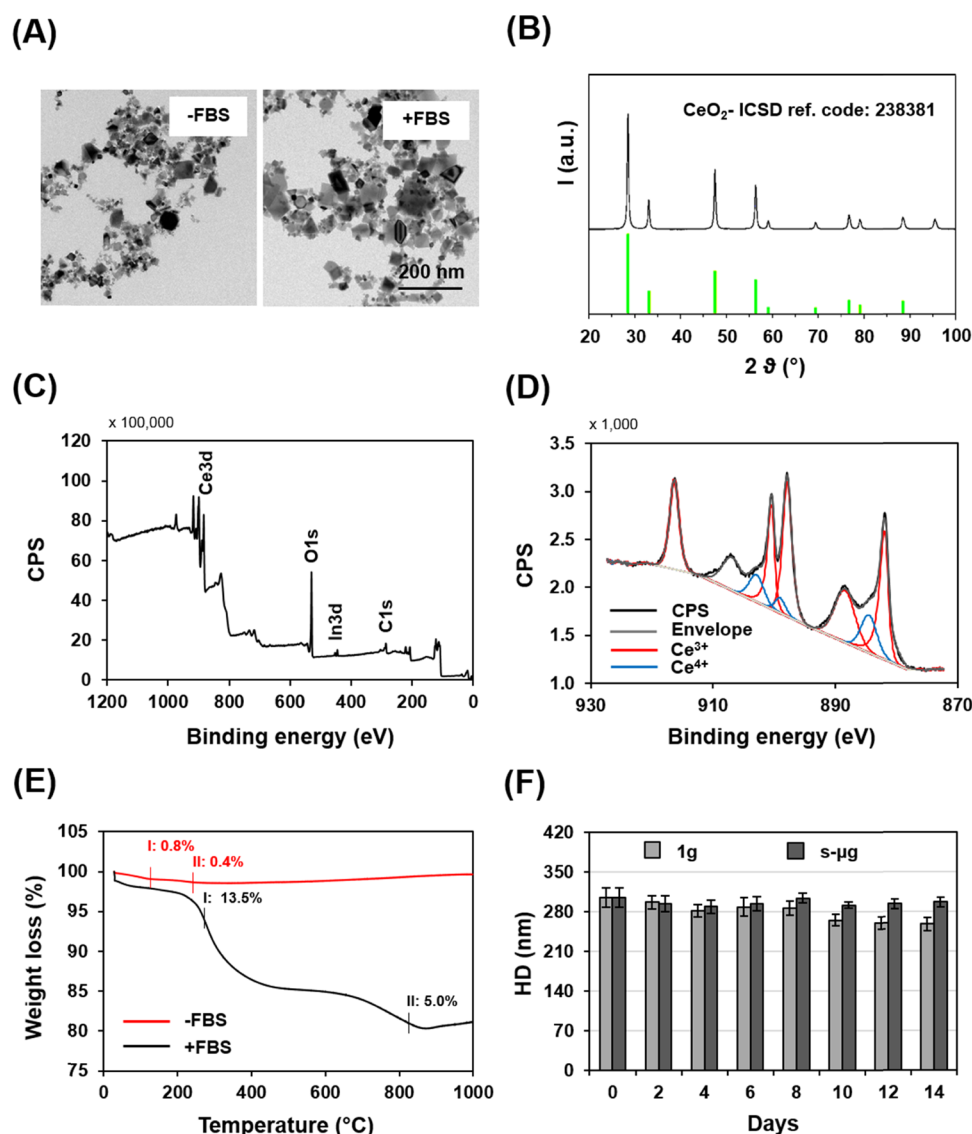 (A)
-FBS
+FBS
200 nm
(B)
CeO2- ICSD ref. code: 238381
I (a.u.)
20 30 40 50 60 70 80 90 100
2 ϑ (°)
(C)
x 100,000
120
100
80
60
40
20
0
CPS
Ce3d
O1s
In3d
C1s
1200 1000 800 600 400 200 0
Binding energy (eV)
(D)
x 1,000
3.5
3.0
2.5
2.0
1.5
1.0
CPS
CPS
Envelope
Ce3+
Ce4+
930 910 890 870
Binding energy (eV)
(E)
105
100
95
90
85
80
75
Weight loss (%)
I: 0.8%
II: 0.4%
I: 13.5%
II: 5.0%
-FBS
+FBS
0 200 400 600 800 1000
Temperature (°C)
(F)
420
350
280
210
140
70
0
HD (nm)
1g s-µg
0 2 4 6 8 10 12 14
Days